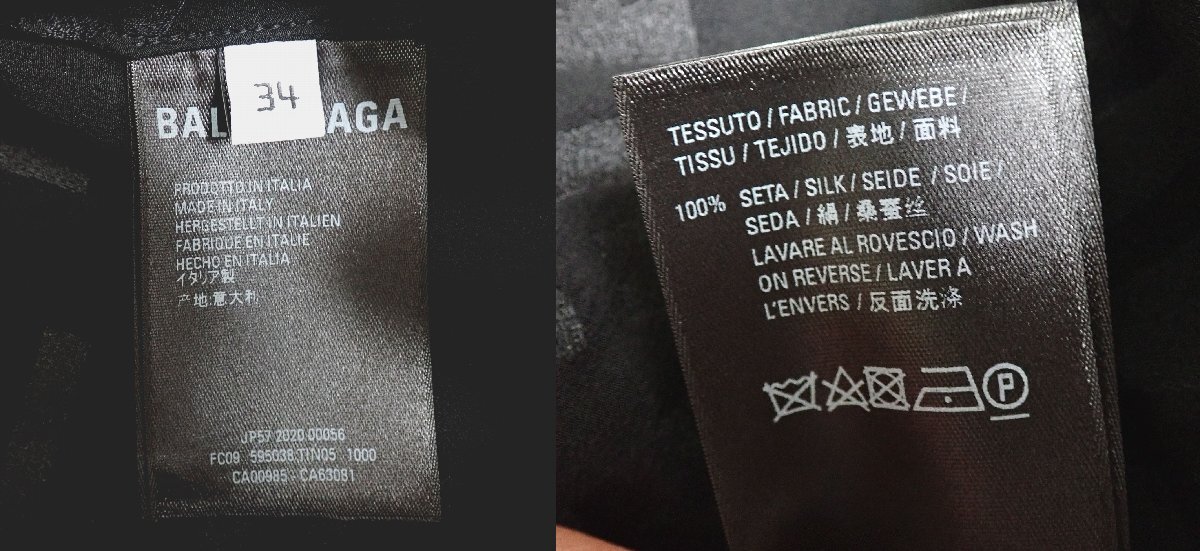 34
BAL AGA
PRODOTTO IN ITALIA
MADE IN ITALY
HERGESTELLT IN ITALIEN
FABRIQUE EN ITALIE
HECHO EN ITALIA
イタリア製
产地:意大利
JP57 2020 00056
FC09 595038 TIN05 1000
CA00985 - CA63081
TESSUTO / FABRIC / GEWEBE /
TISSU / TEJIDO / 表地 / 面料
100% SETA / SILK / SEIDE / SOIE /
SEDA / 絹 / 桑蚕丝
LAVARE AL ROVESCIO / WASH
ON REVERSE / LAVER A
L'ENVERS / 反面洗涤
P